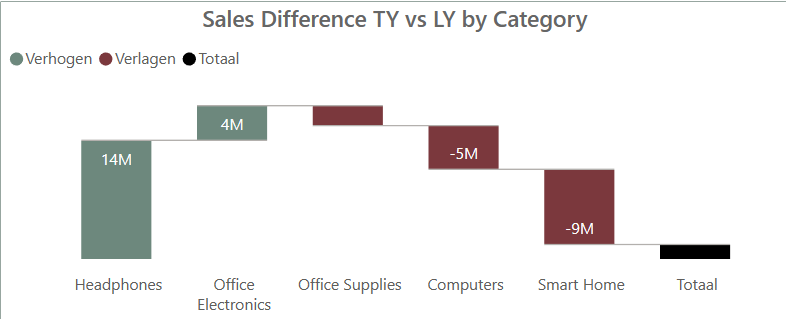 Sales Difference TY vs LY by Category
Verhogen Verlagen Totaal
4M
14M
-5M
-9M
Headphones Office Electronics Office Supplies Computers Smart Home Totaal